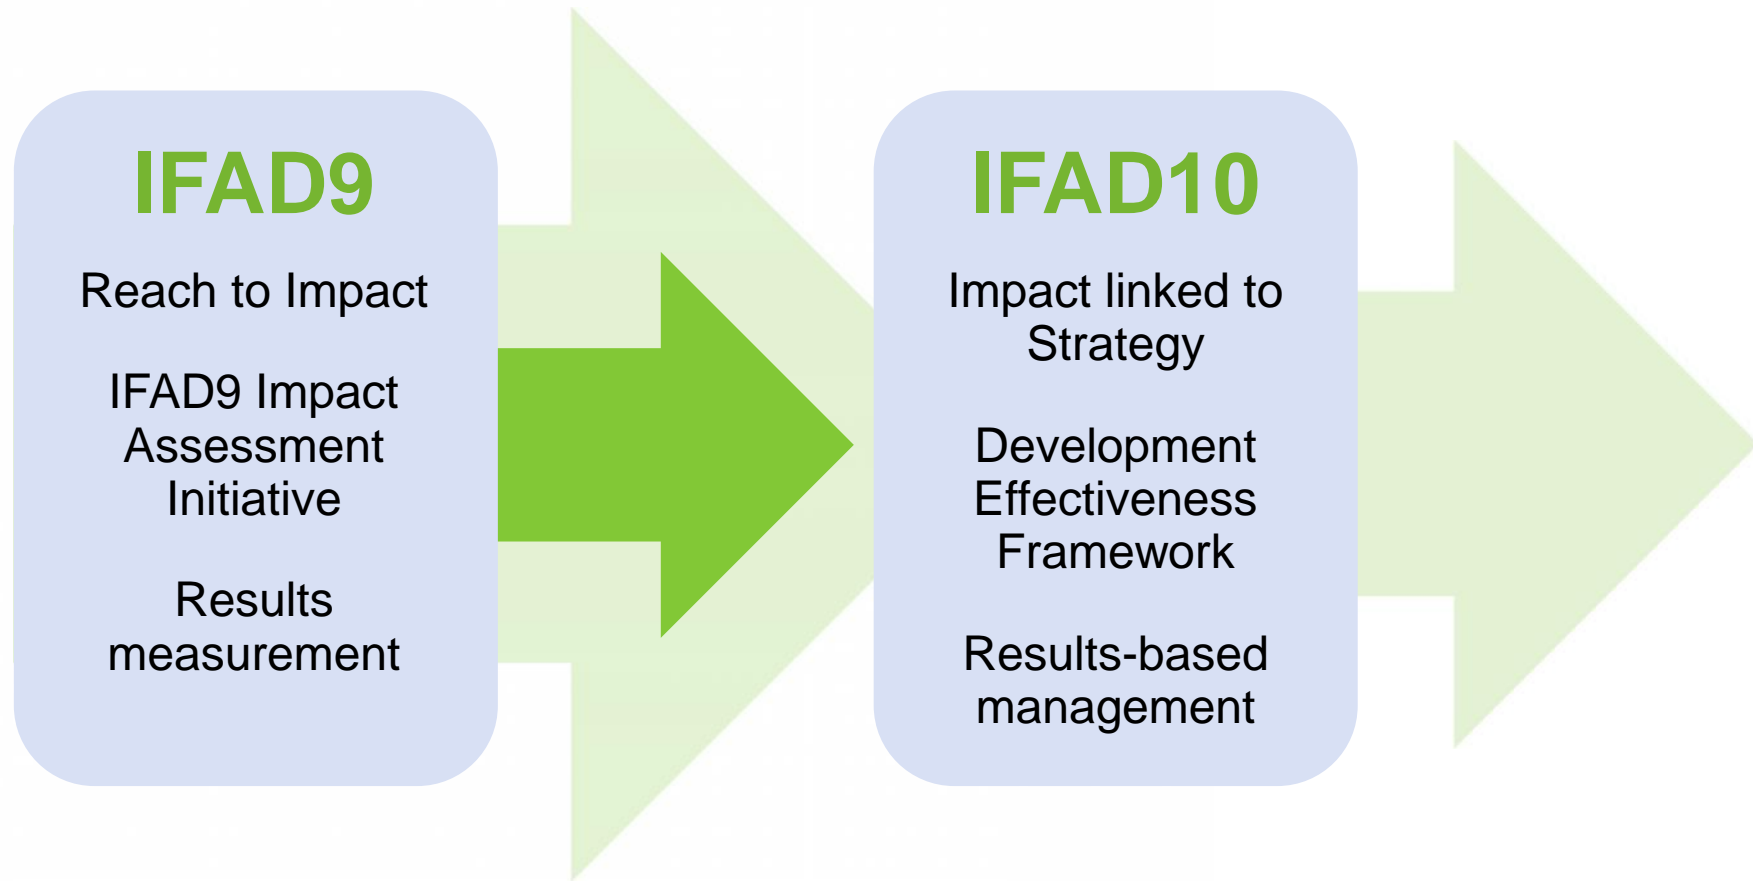 IFAD9
Reach to Impact
IFAD9 Impact
Assessment
Initiative
Results
measurement
IFAD10
Impact linked to
Strategy
Development
Effectiveness
Framework
Results-based
management